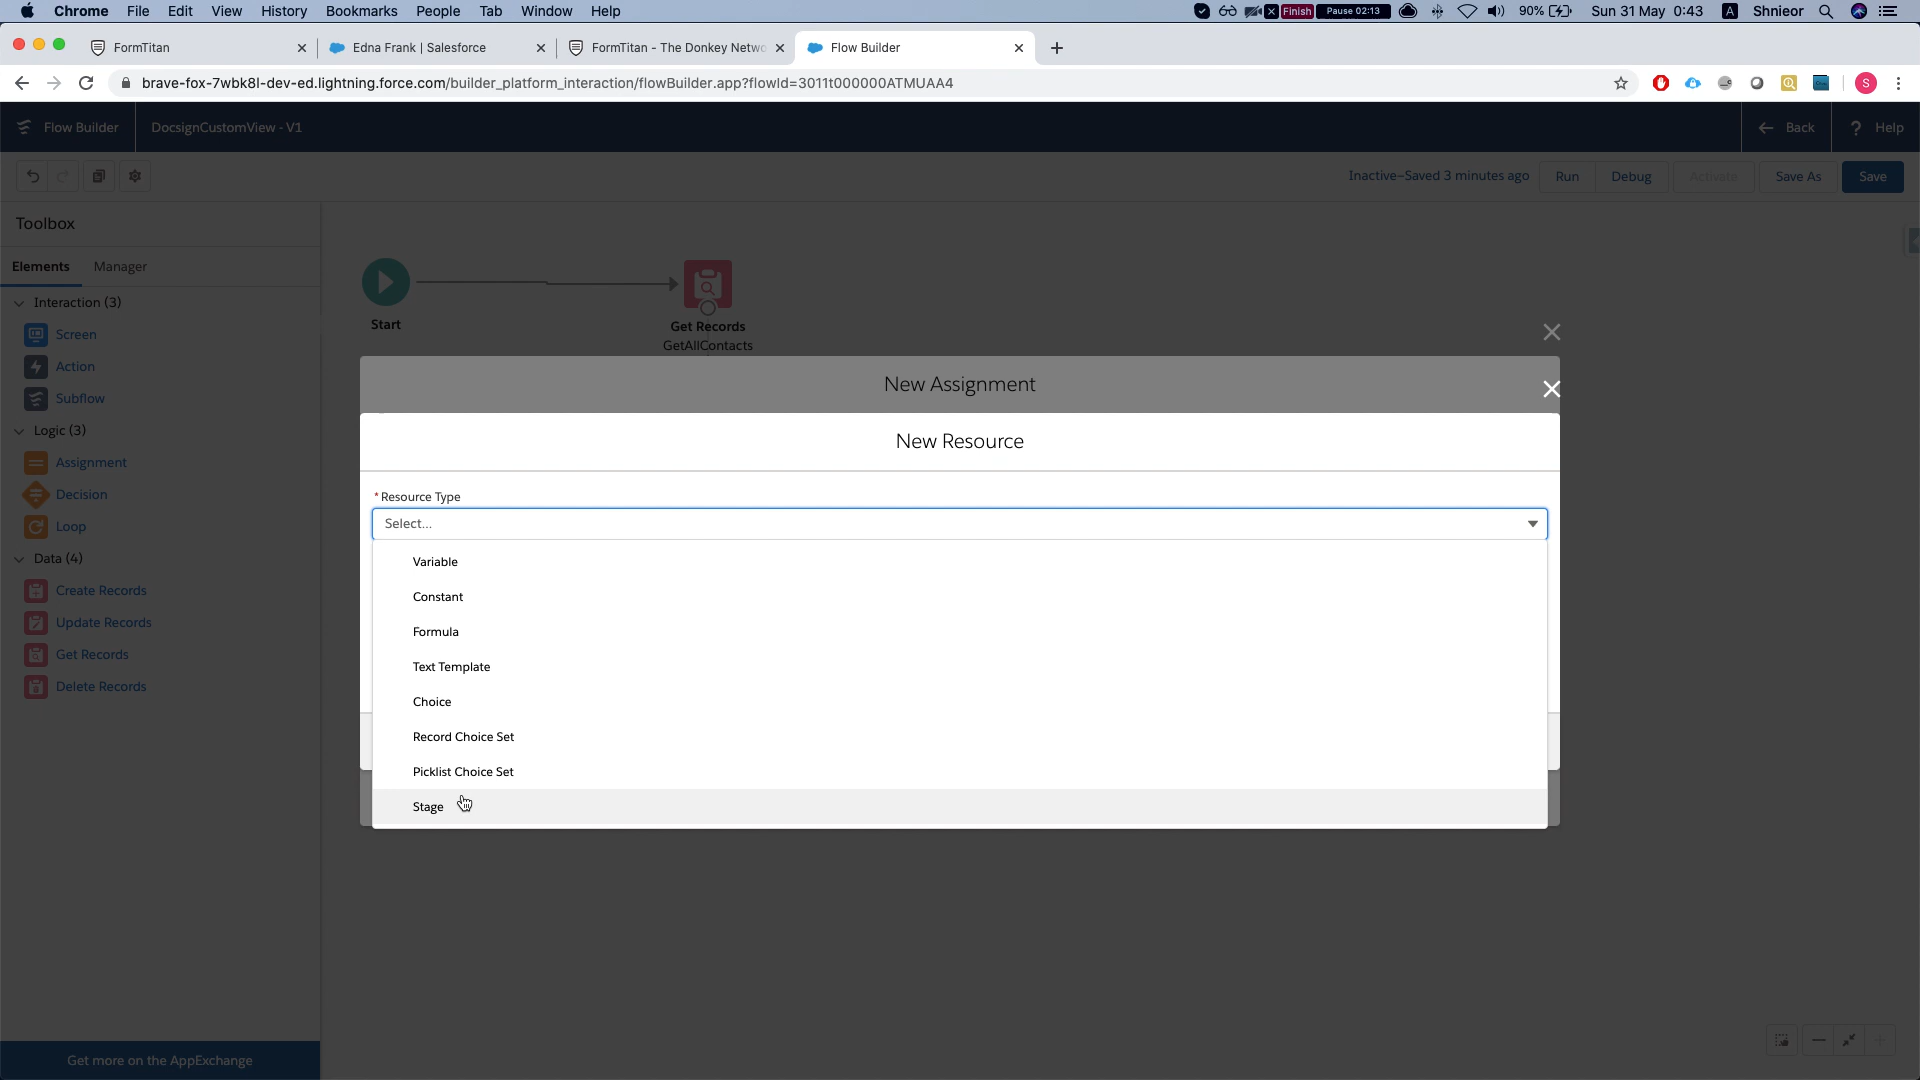 Chrome File Edit View History Bookmarks People Tab Window Help Finish Pause 02:13 90% Sun 31 May 0:43 A Shnieor
FormTitan Edna Frank | Salesforce FormTitan - The Donkey Netwo Flow Builder
brave-fox-7wbk8l-dev-ed.lightning.force.com/builder_platform_interaction/flowBuilder.app?flowId=3011t000000ATMUAA4 S
Flow Builder DocsignCustomView - V1 Back ? Help
Inactive–Saved 3 minutes ago Run Debug Activate Save As Save
Toolbox
Elements Manager
Interaction (3)
Screen
Action
Subflow
Logic (3)
Assignment
Decision
Loop
Data (4)
Create Records
Update Records
Get Records
Delete Records
Get more on the AppExchange
Start
Get Records
GetAllContacts
New Assignment
New Resource
* Resource Type
Select...
Variable
Constant
Formula
Text Template
Choice
Record Choice Set
Picklist Choice Set
Stage